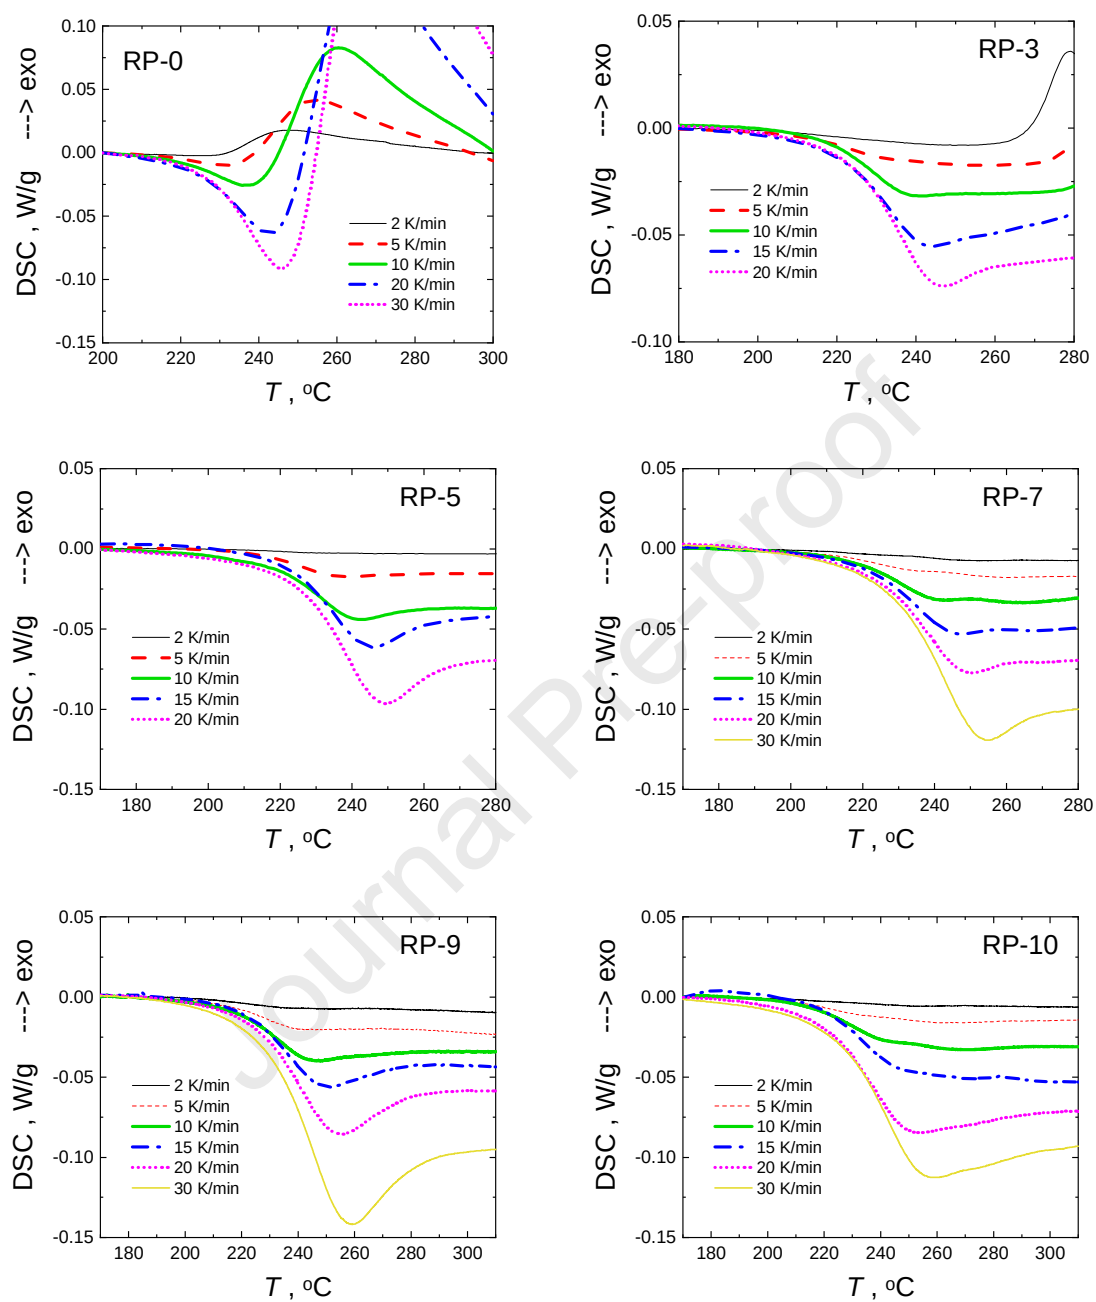 RP-0
DSC , W/g ---> exo
0.10
0.05
0.00
-0.05
-0.10
-0.15
2 K/min
5 K/min
10 K/min
20 K/min
30 K/min
200 220 240 260 280 300
T , °C
RP-3
DSC , W/g ---> exo
0.05
0.00
-0.05
-0.10
2 K/min
5 K/min
10 K/min
15 K/min
20 K/min
180 200 220 240 260 280
T , °C
RP-5
DSC , W/g ---> exo
0.05
0.00
-0.05
-0.10
-0.15
2 K/min
5 K/min
10 K/min
15 K/min
20 K/min
180 200 220 240 260 280
T , °C
RP-7
DSC , W/g ---> exo
0.05
0.00
-0.05
-0.10
-0.15
2 K/min
5 K/min
10 K/min
15 K/min
20 K/min
30 K/min
180 200 220 240 260 280
T , °C
RP-9
DSC , W/g ---> exo
0.05
0.00
-0.05
-0.10
-0.15
2 K/min
5 K/min
10 K/min
15 K/min
20 K/min
30 K/min
180 200 220 240 260 280 300
T , °C
RP-10
DSC , W/g ---> exo
0.05
0.00
-0.05
-0.10
-0.15
2 K/min
5 K/min
10 K/min
15 K/min
20 K/min
30 K/min
180 200 220 240 260 280 300
T , °C
Journal Pre-proof